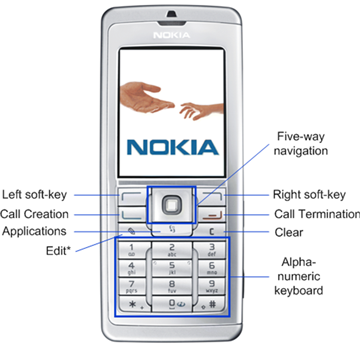 NOKIA
NOKIA
Five-way
navigation
Left soft-key
Right soft-key
Call Creation
Call Termination
Applications
Clear
Edit*
C
1
2
abc
3
def
4
ghi
5
jkl
6
mno
7
pqrs
8
tuv
9
wxyz
*
0
#
Alpha-
numeric
keyboard